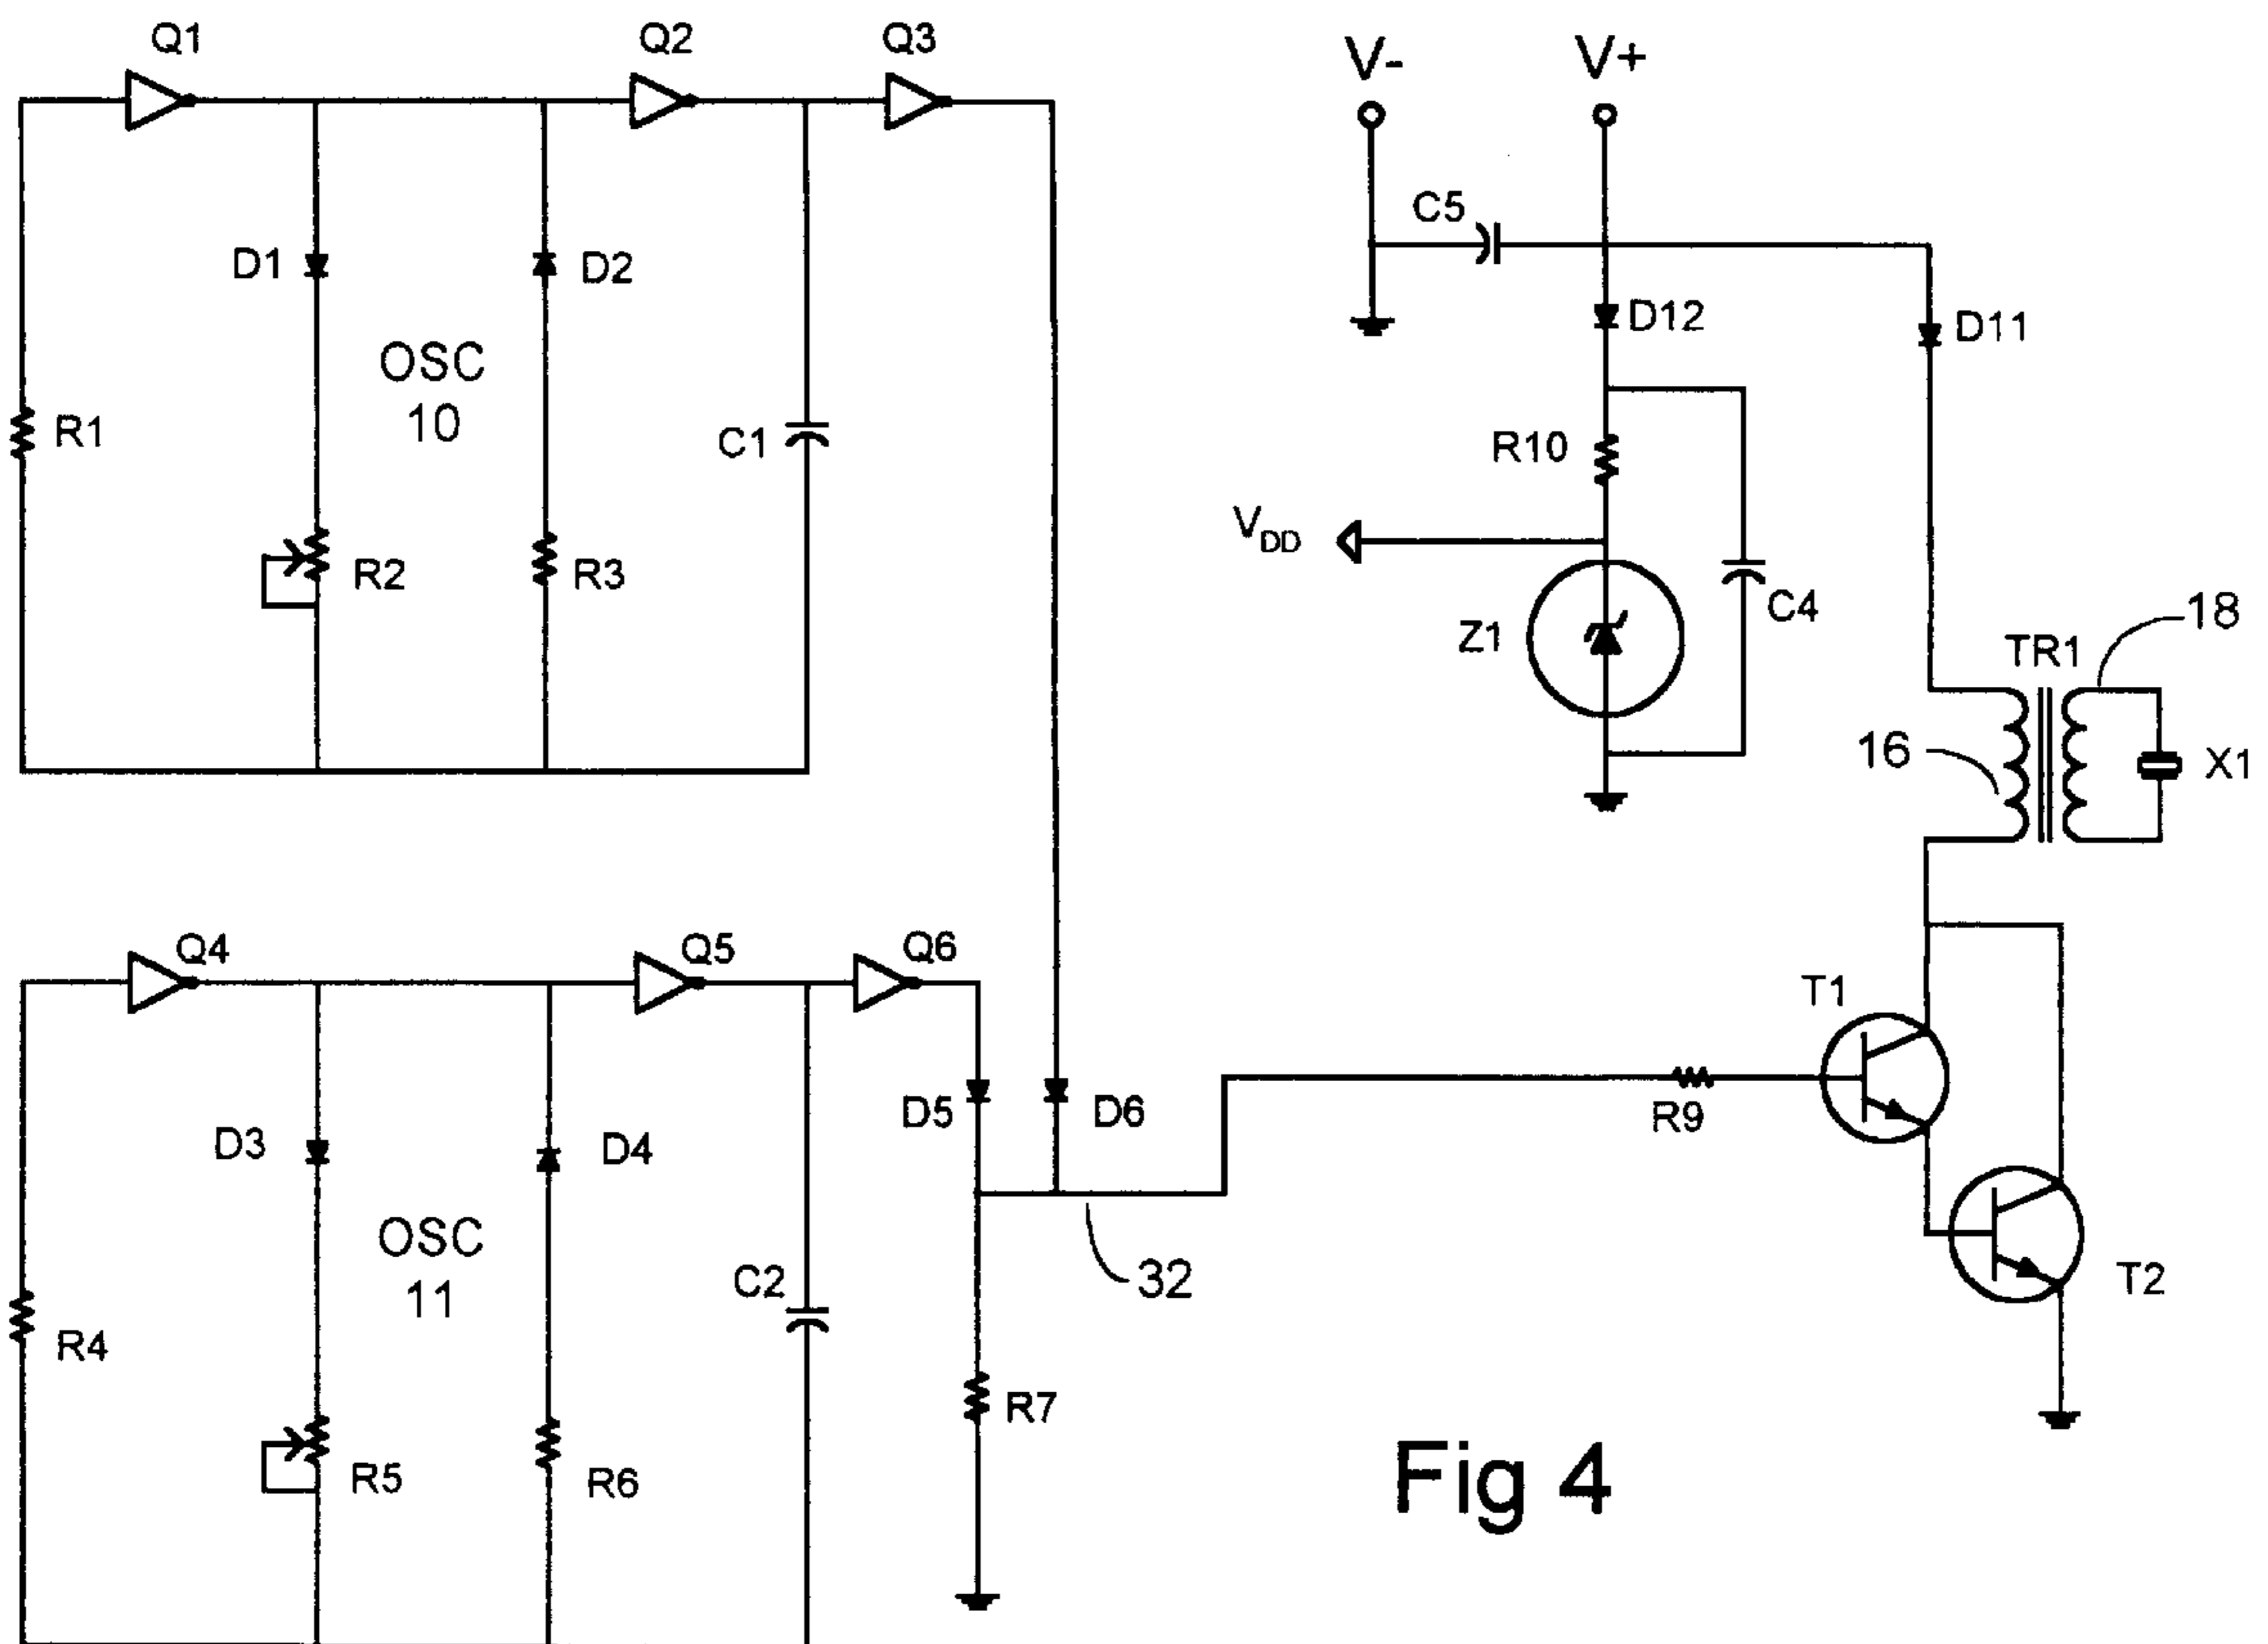 Q1
Q2
Q3
V-
V+
C5
D1
D2
D12
D11
OSC
10
R1
C1
R10
V_DD
R2
R3
Z1
C4
18
TR1
16
X1
Q4
Q5
Q6
T1
D5
D6
R9
D3
D4
OSC
11
C2
32
T2
R4
R7
R5
R6
Fig 4